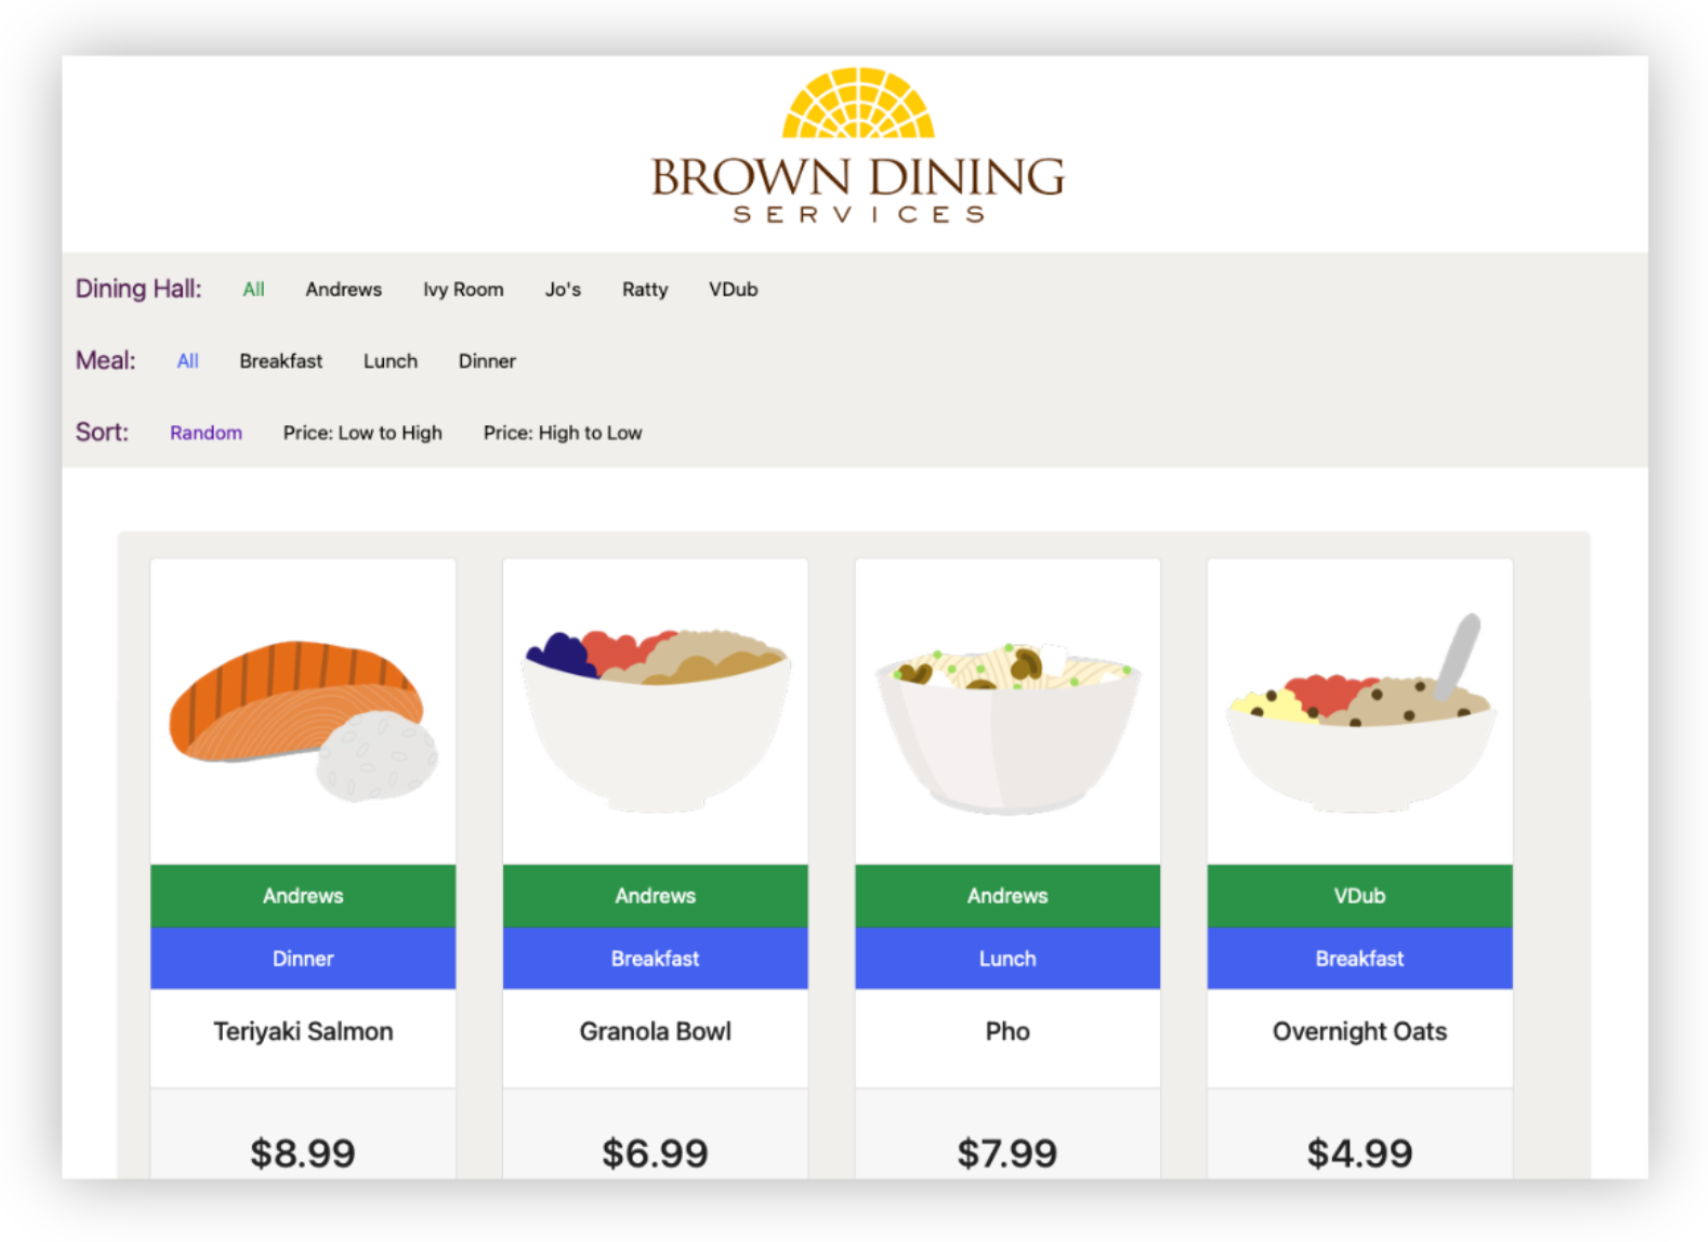 BROWN DINING
SERVICES
Dining Hall: All Andrews Ivy Room Jo's Ratty VDub
Meal: All Breakfast Lunch Dinner
Sort: Random Price: Low to High Price: High to Low
Andrews Andrews Andrews VDub
Dinner Breakfast Lunch Breakfast
Teriyaki Salmon Granola Bowl Pho Overnight Oats
$8.99 $6.99 $7.99 $4.99